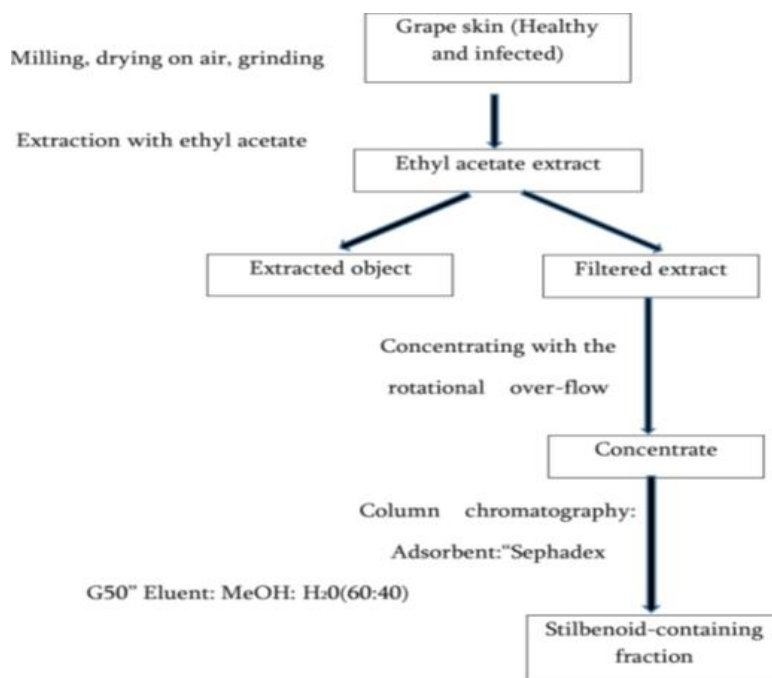 Grape skin (Healthy
and infected)
Milling, drying on air, grinding
Extraction with ethyl acetate
Ethyl acetate extract
Extracted object
Filtered extract
Concentrating with the
rotational over-flow
Concentrate
Column chromatography:
Adsorbent:"Sephadex
G50" Eluent: MeOH: H₂0(60:40)
Stilbenoid-containing
fraction